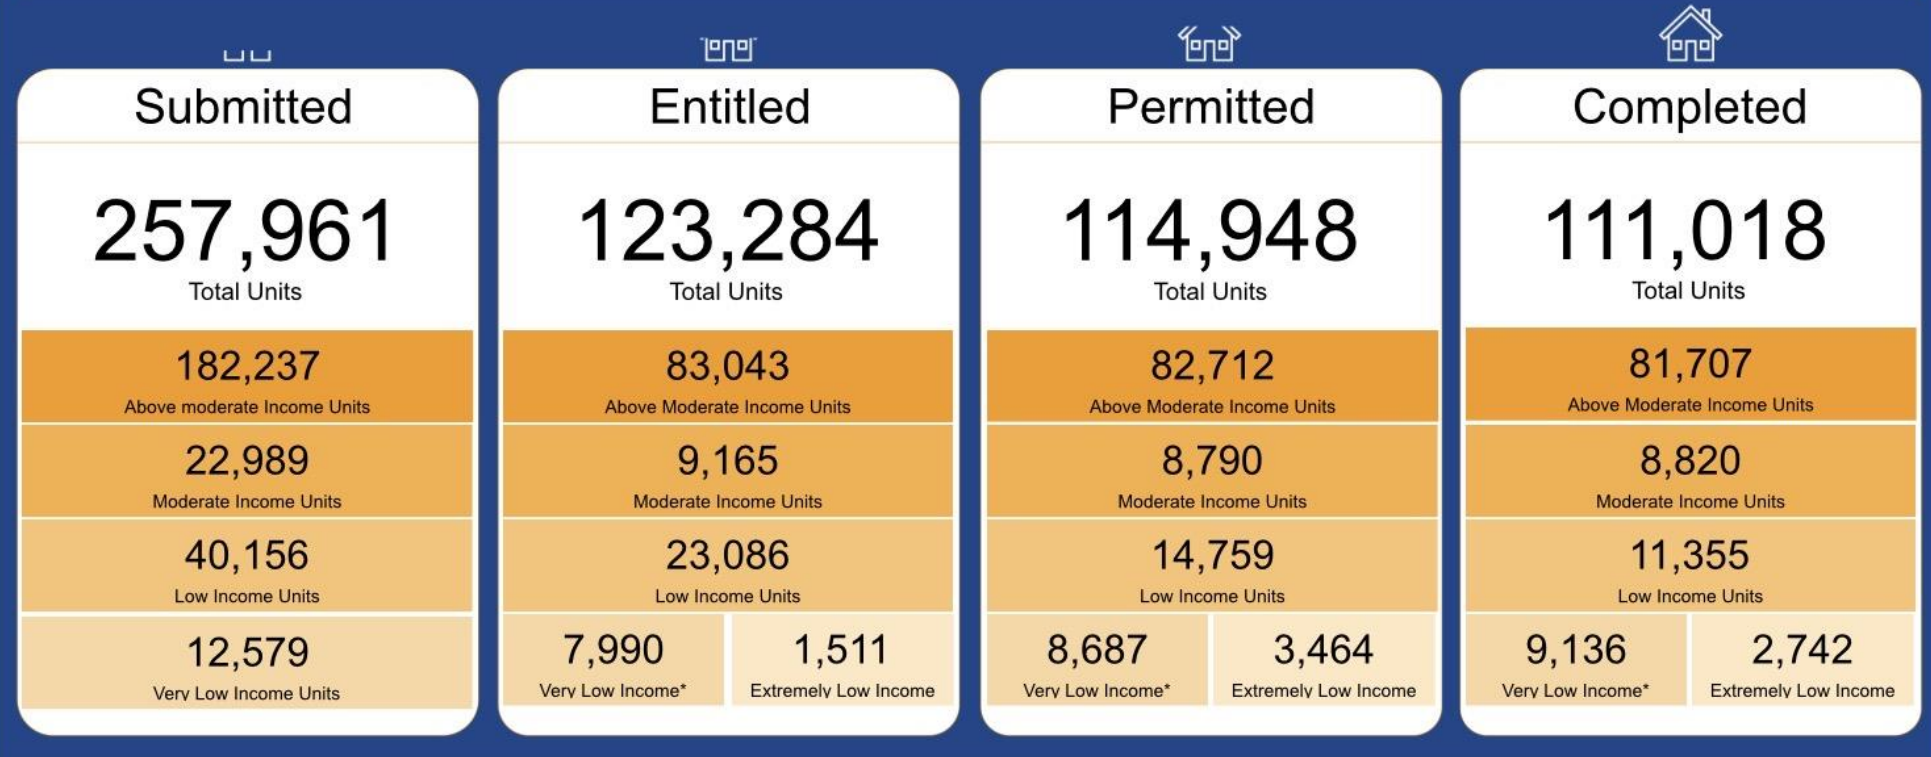 Submitted
257,961
Total Units
182,237
Above moderate Income Units
22,989
Moderate Income Units
40,156
Low Income Units
12,579
Very Low Income Units
Entitled
123,284
Total Units
83,043
Above Moderate Income Units
9,165
Moderate Income Units
23,086
Low Income Units
7,990
Very Low Income*
1,511
Extremely Low Income
Permitted
114,948
Total Units
82,712
Above Moderate Income Units
8,790
Moderate Income Units
14,759
Low Income Units
8,687
Very Low Income*
3,464
Extremely Low Income
Completed
111,018
Total Units
81,707
Above Moderate Income Units
8,820
Moderate Income Units
11,355
Low Income Units
9,136
Very Low Income*
2,742
Extremely Low Income